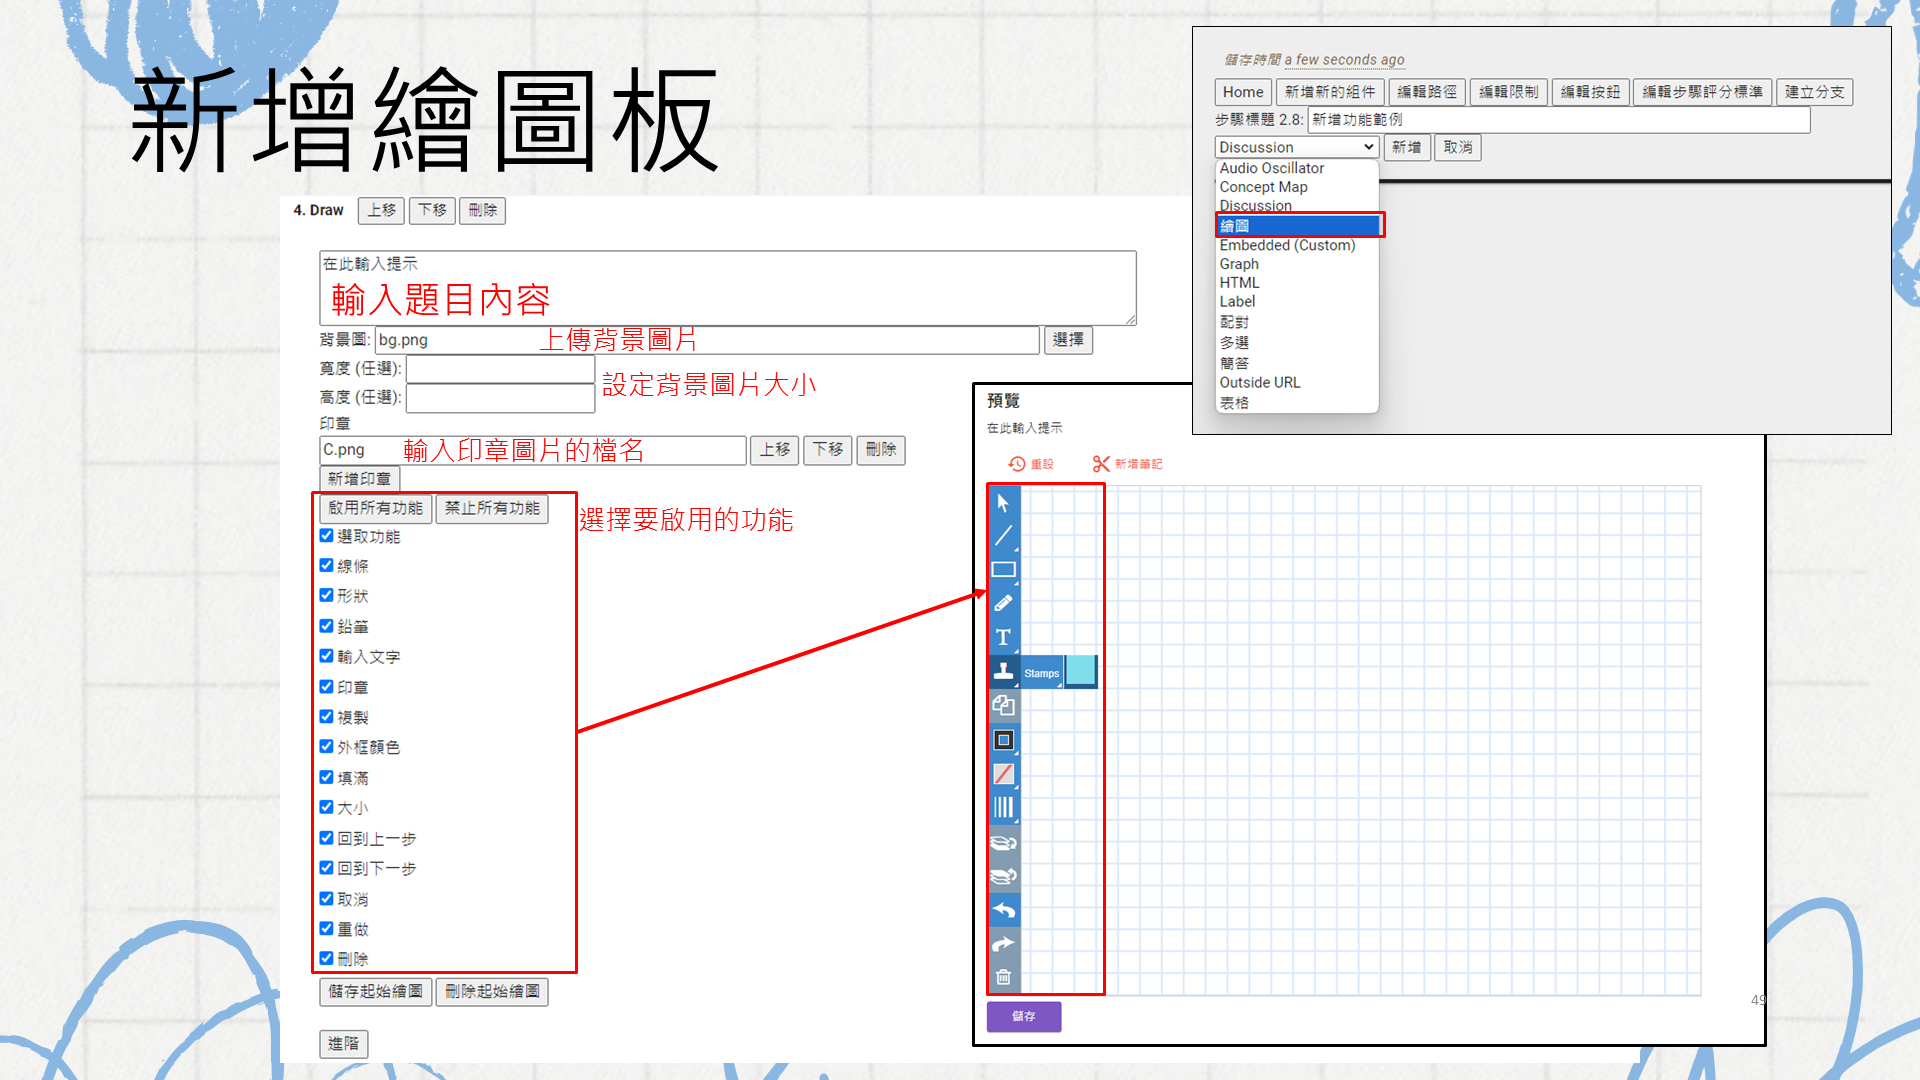 新增繪圖板
儲存時間 a few seconds ago
Home 新增新的組件 編輯路徑 編輯限制 編輯按鈕 編輯步驟評分標準 建立分支
步驟標題 2.8: 新增功能範例
Discussion 新增 取消
Audio Oscillator
Concept Map
Discussion
繪圖
Embedded (Custom)
Graph
HTML
Label
配對
多選
簡答
Outside URL
表格
4. Draw 上移 下移 刪除
在此輸入提示
輸入題目內容
背景圖: bg.png 上傳背景圖片 選擇
寬度 (任選):
設定背景圖片大小
高度 (任選):
印章
C.png 輸入印章圖片的檔名 上移 下移 刪除
新增印章
啟用所有功能 禁止所有功能
選擇要啟用的功能
選取功能
線條
形狀
鉛筆
輸入文字
印章
複製
外框顏色
填滿
大小
回到上一步
回到下一步
取消
重做
刪除
儲存起始繪圖 刪除起始繪圖
進階
預覽
在此輸入提示
重設 新增筆記
T
Stamps
儲存
49